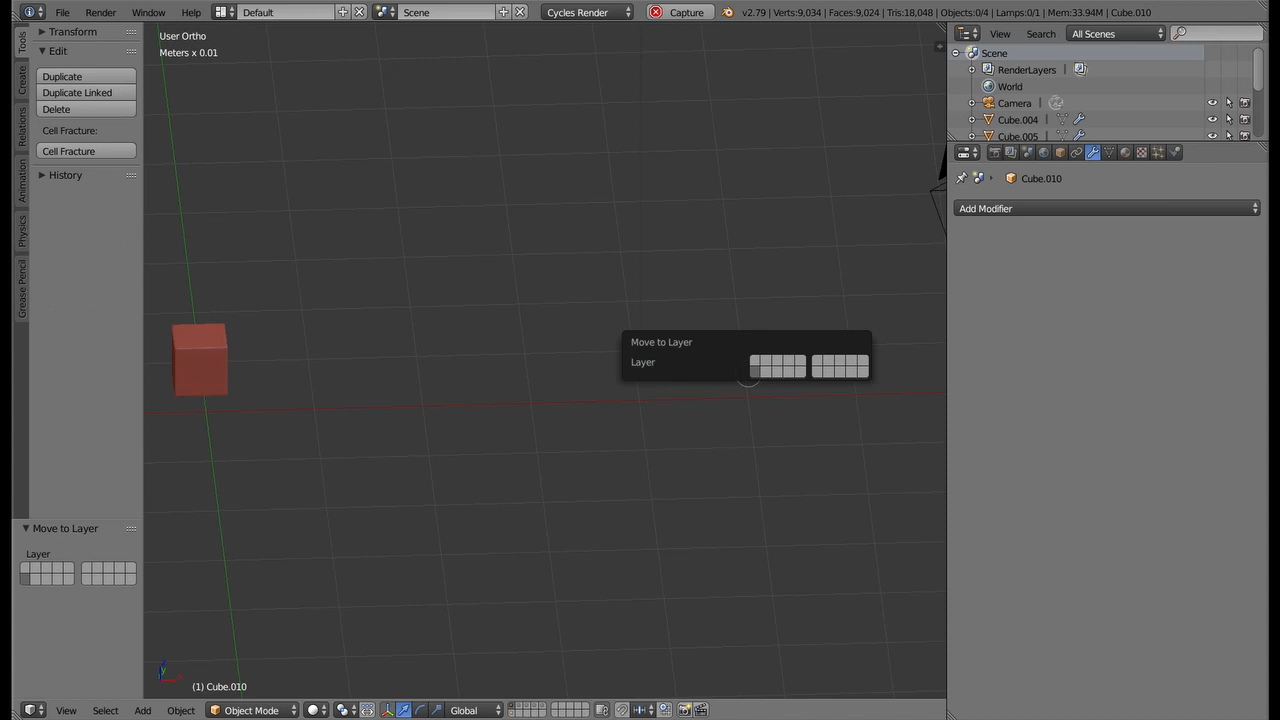 File Render Window Help Default Scene Cycles Render Capture v2.79 | Verts:9,034 | Faces:9,024 | Tris:18,048 | Objects:0/4 | Lamps:0/1 | Mem:33.94M | Cube.010
Tools
Create
Relations
Animation
Physics
Grease Pencil
Transform
Edit
Duplicate
Duplicate Linked
Delete
Cell Fracture:
Cell Fracture
History
Move to Layer
Layer
User Ortho
Meters x 0.01
Move to Layer
Layer
(1) Cube.010
View Select Add Object Object Mode Global
View Search All Scenes
Scene
RenderLayers
World
Camera
Cube.004
Cube.005
Cube.010
Add Modifier